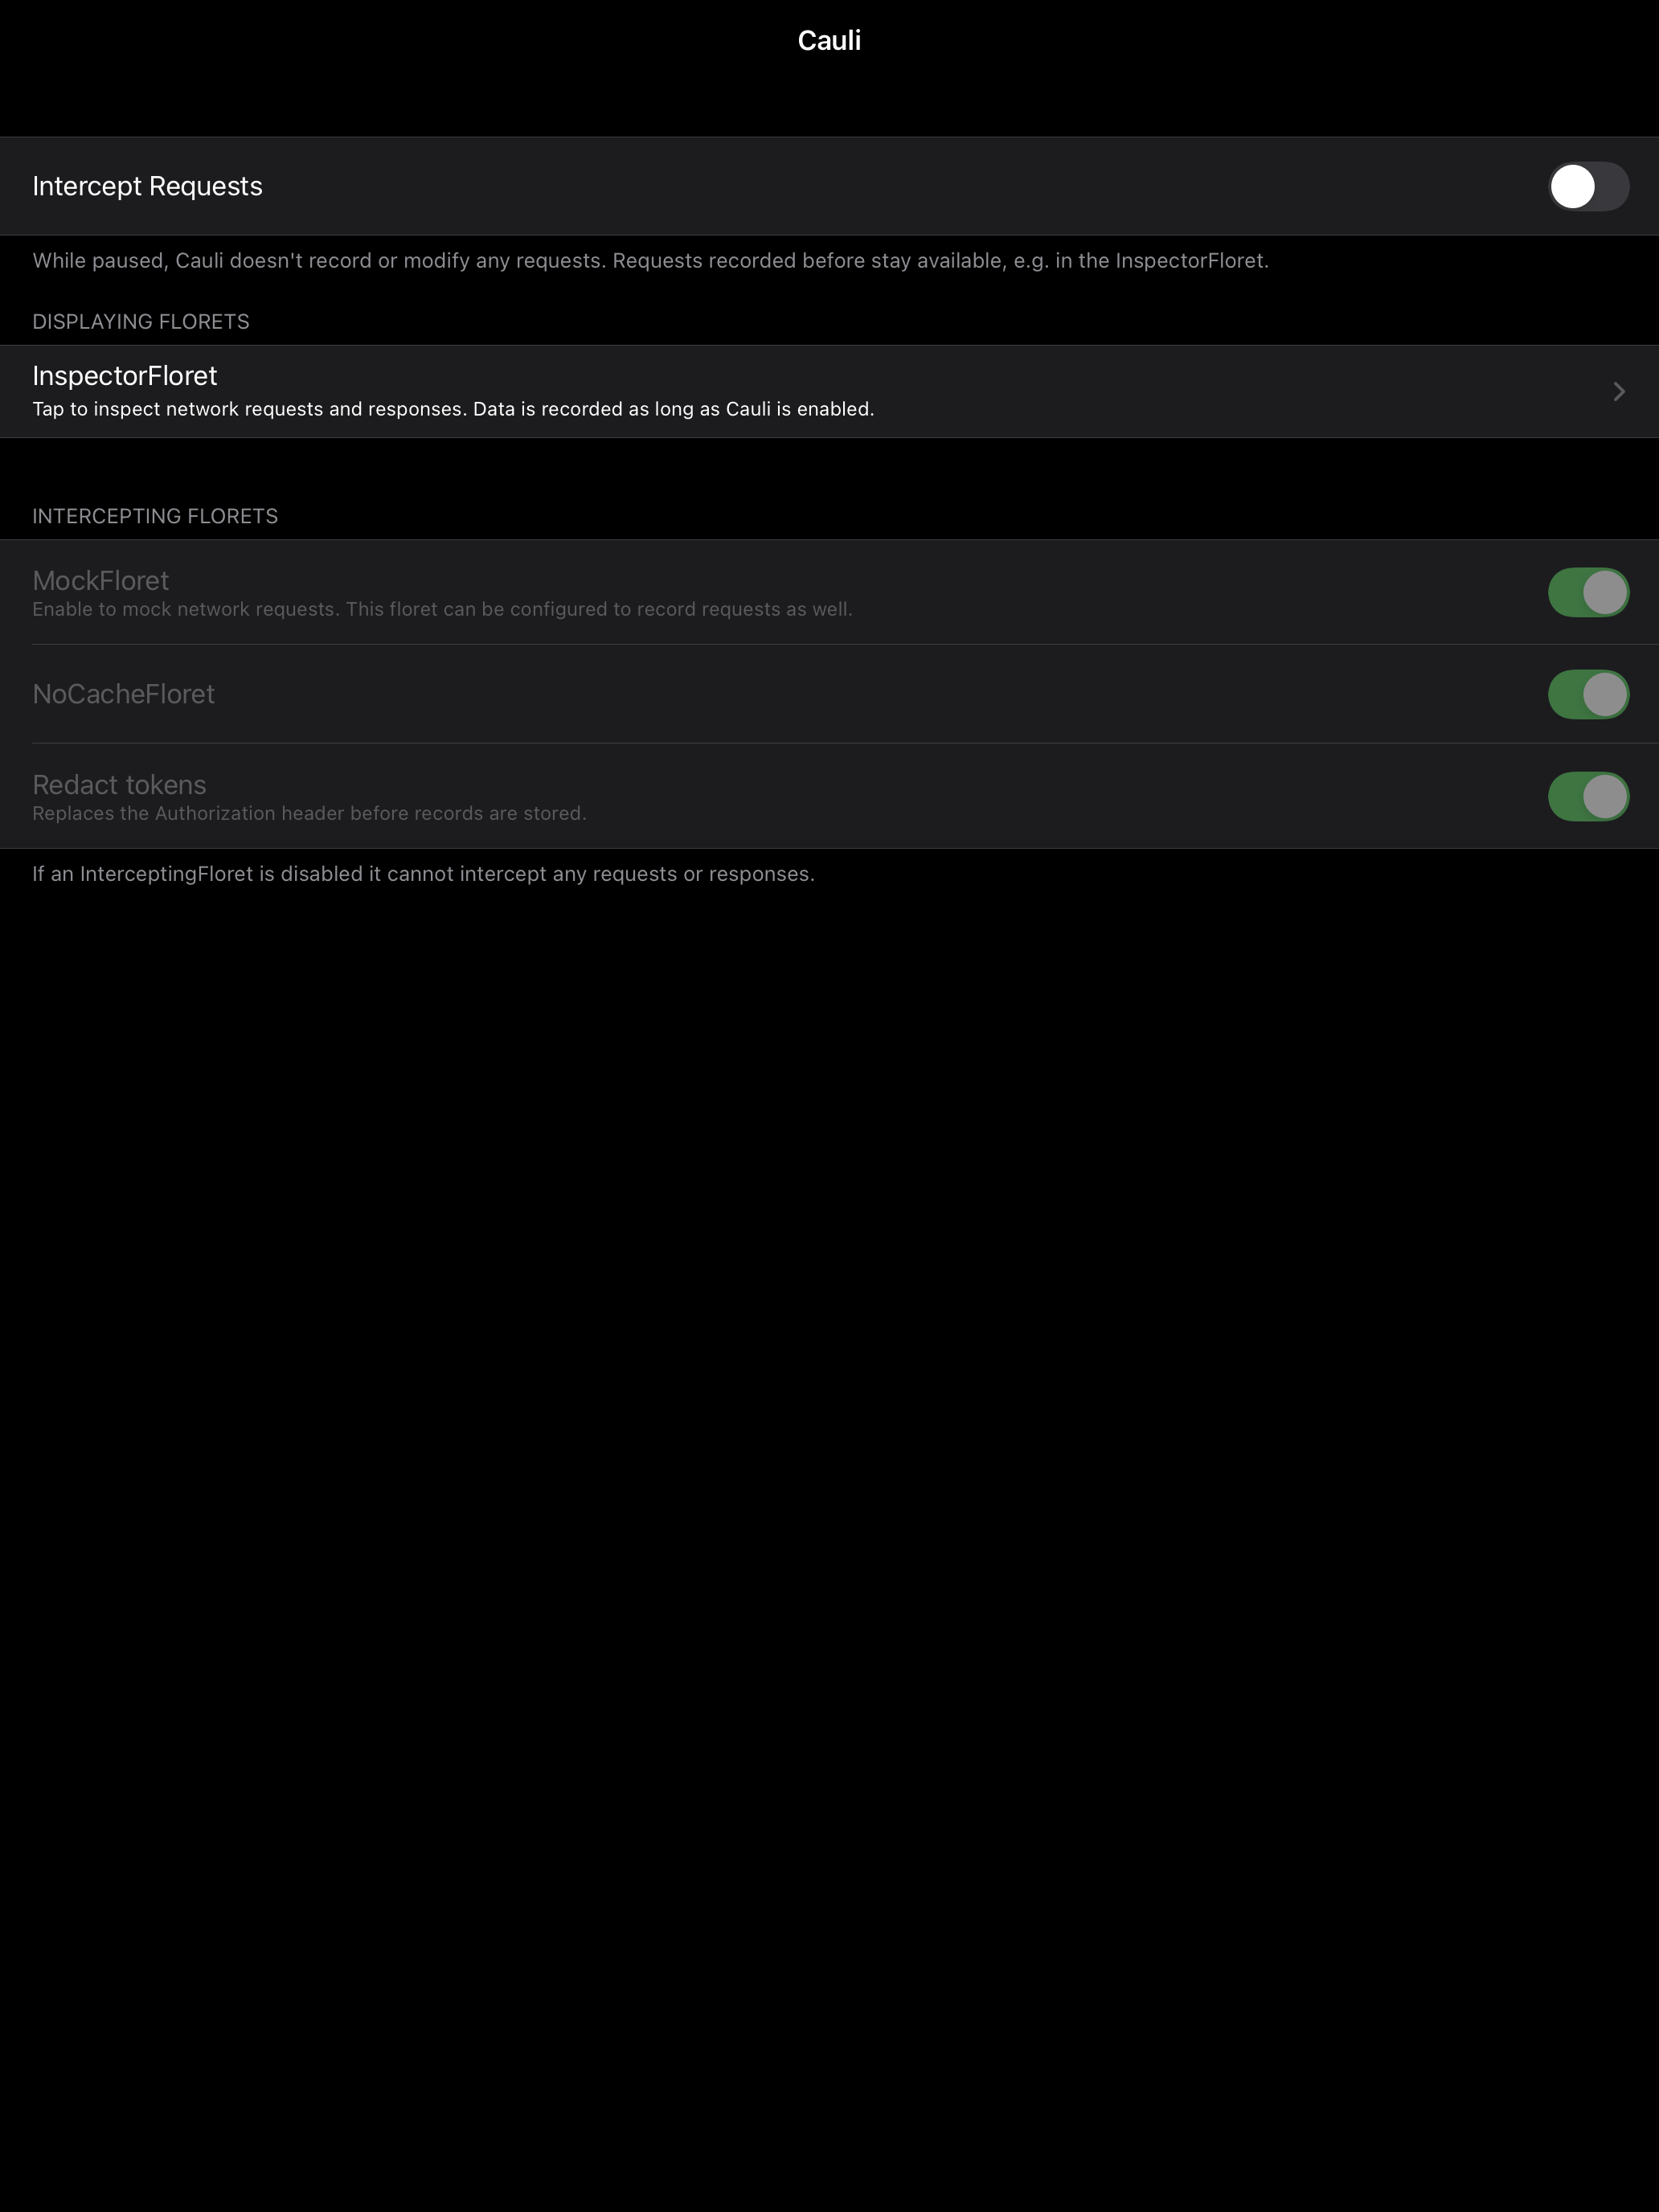 Cauli
Intercept Requests
While paused, Cauli doesn't record or modify any requests. Requests recorded before stay available, e.g. in the InspectorFloret.
DISPLAYING FLORETS
InspectorFloret
Tap to inspect network requests and responses. Data is recorded as long as Cauli is enabled.
INTERCEPTING FLORETS
MockFloret
Enable to mock network requests. This floret can be configured to record requests as well.
NoCacheFloret
Redact tokens
Replaces the Authorization header before records are stored.
If an InterceptingFloret is disabled it cannot intercept any requests or responses.